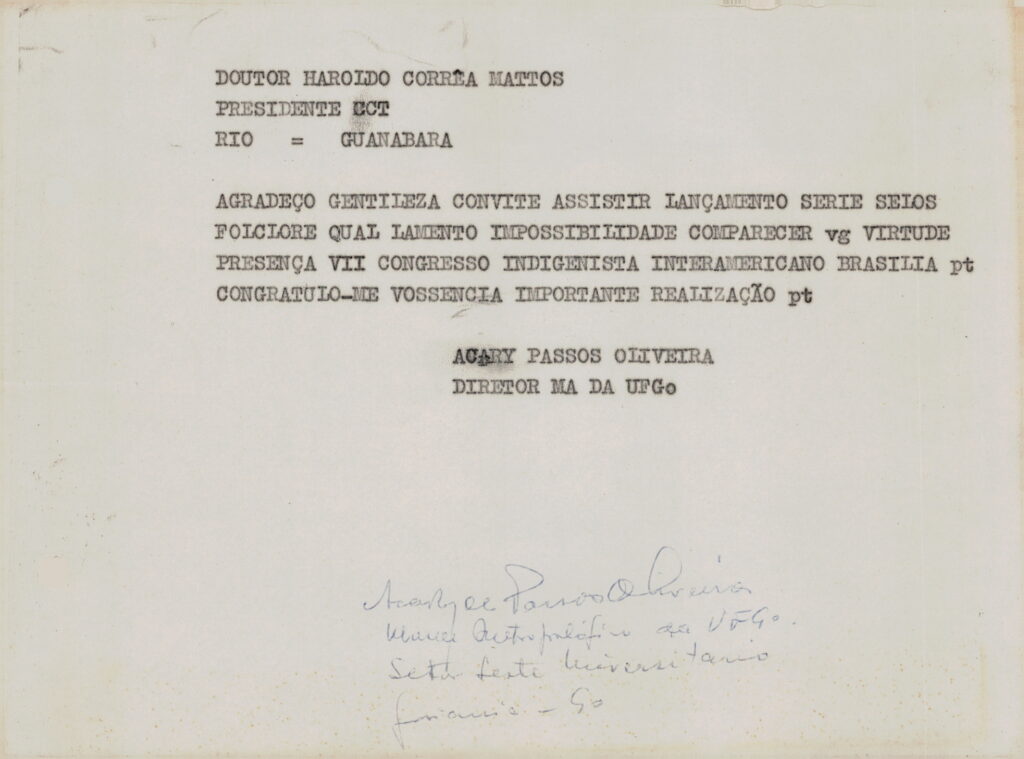 DOUTOR HAROLDO CORRÊA MATTOS
PRESIDENTE ECT
RIO = GUANABARA
AGRADEÇO GENTILEZA CONVITE ASSISTIR LANÇAMENTO SERIE SELOS
FOLCLORE QUAL LAMENTO IMPOSSIBILIDADE COMPARECER vg VIRTUDE
PRESENÇA VII CONGRESSO INDIGENISTA INTERAMERICANO BRASILIA pt
CONGRATULO-ME VOSSENCIA IMPORTANTE REALIZAÇÃO pt
ACARY PASSOS OLIVEIRA
DIRETOR MA DA UFGo
Acary de Passos Oliveira
Museu Antropológico da UFGo.
Setor Leste Universitario
Goiania - Go